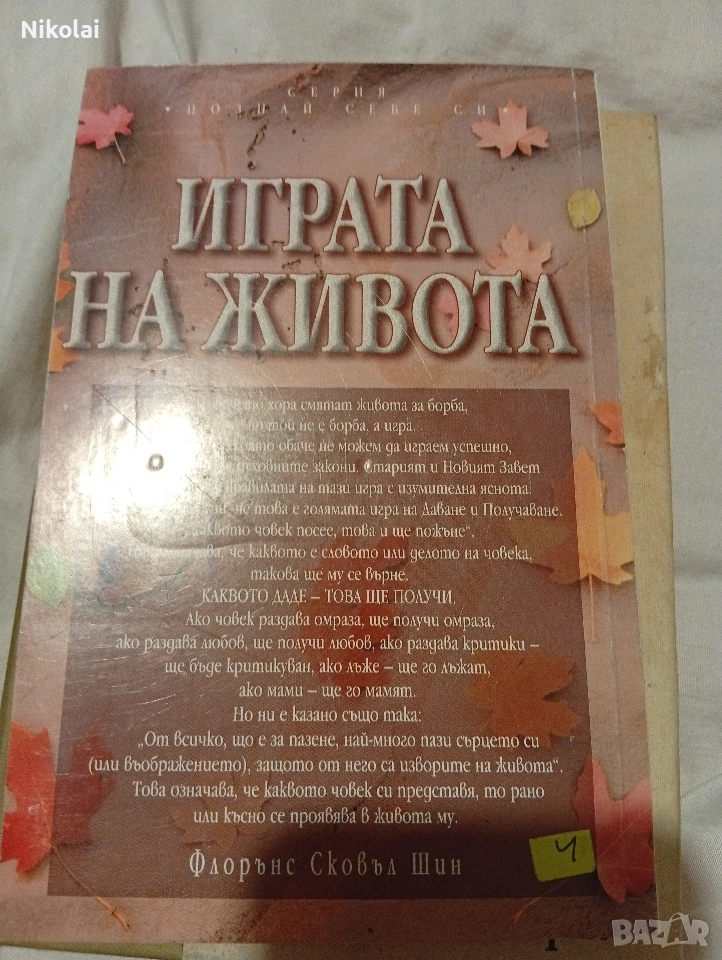 Nikolai
СЕРИЯ
• ПОЗНАЙ СЕБЕ СИ •
ИГРАТА
НА ЖИВОТА
хора смятат живота за борба,
той не е борба, а игра.
обаче не можем да играем успешно,
духовните закони. Старият и Новият Завет
правилата на тази игра с изумителна яснота.
че това е голямата игра на Даване и Получаване.
човек посее, това и ще пожъне“.
че каквото е словото или делото на човека,
такова ще му се върне.
КАКВОТО ДАДЕ – ТОВА ЩЕ ПОЛУЧИ.
Ако човек раздава омраза, ще получи омраза,
ако раздава любов, ще получи любов, ако раздава критики –
ще бъде критикуван, ако лъже – ще го лъжат,
ако мами – ще го мамят.
Но ни е казано също така:
„От всичко, що е за пазене, най-много пази сърцето си
(или въображението), защото от него са изворите на живота“.
Това означава, че каквото човек си представя, то рано
или късно се проявява в живота му.
Флорънс Сковъл Шин
4
BAZAR